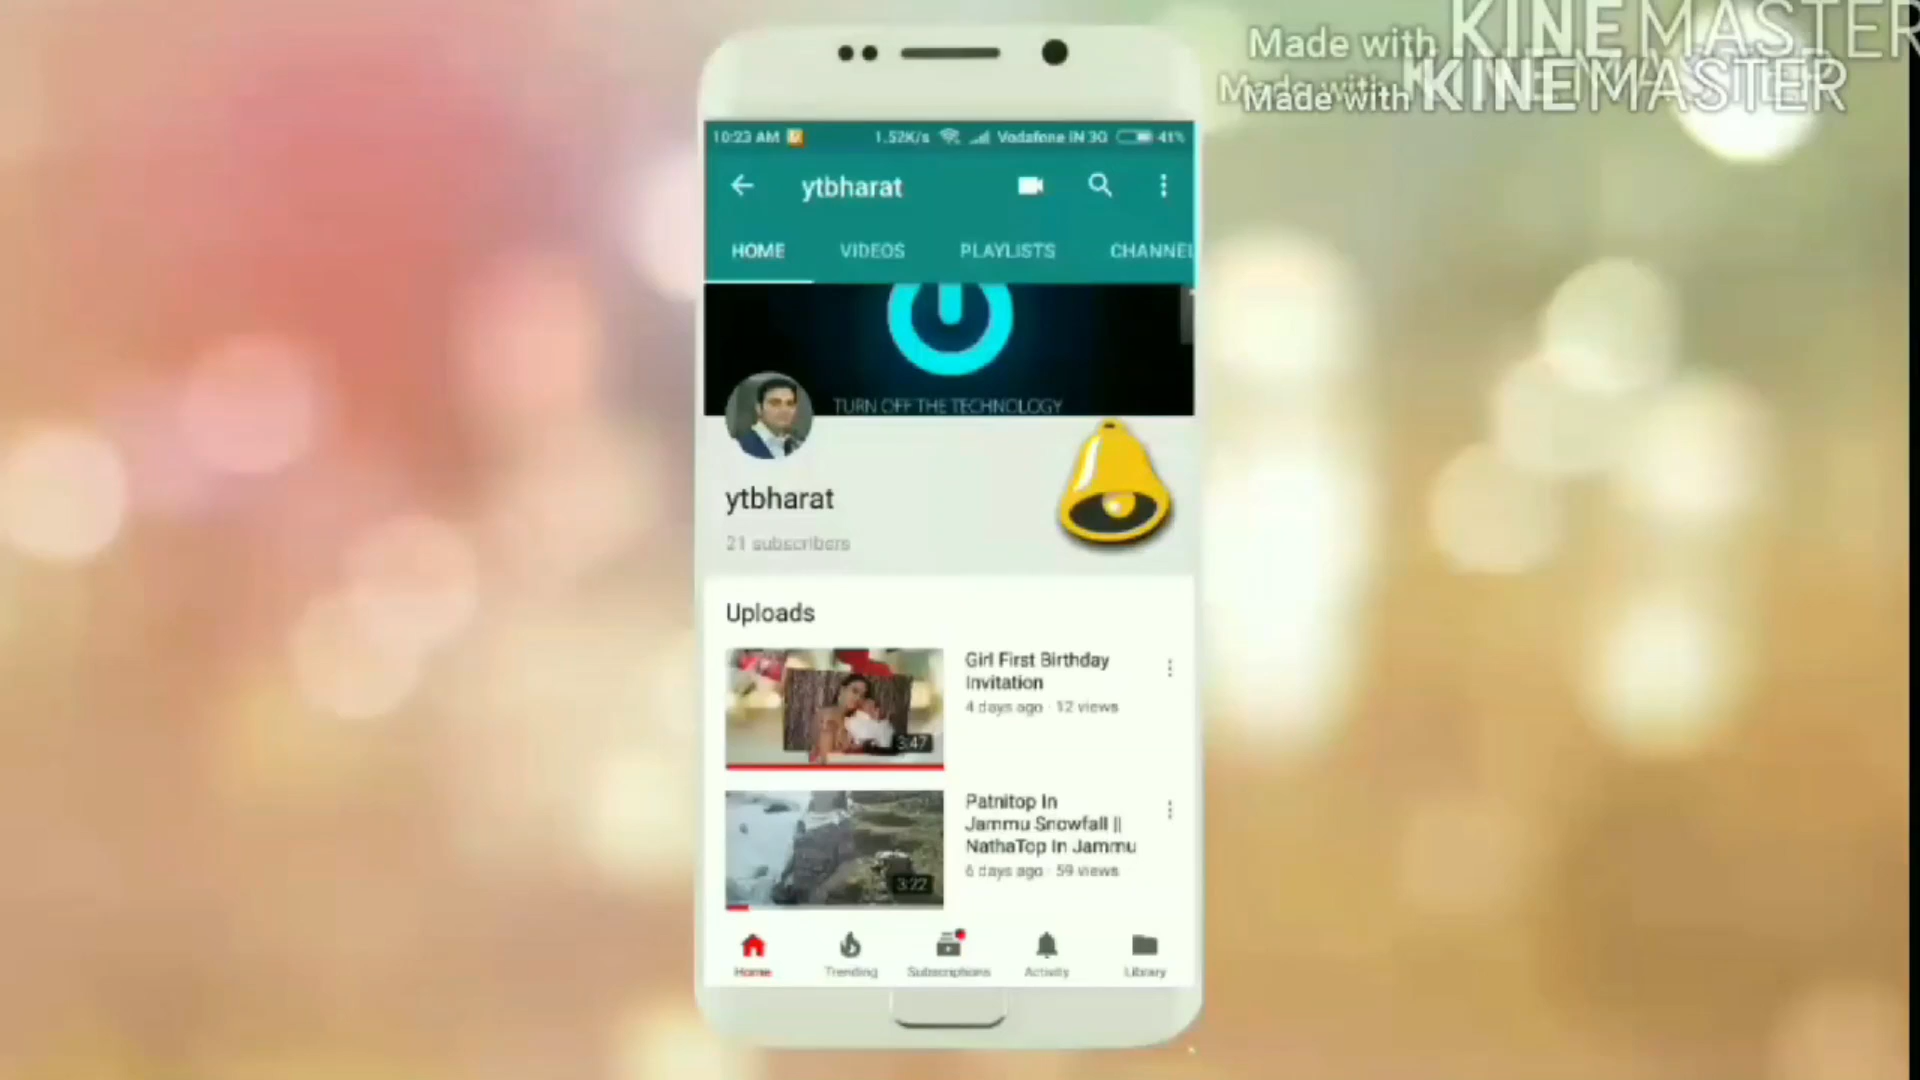 Made with KINEMASTER
Made with KINEMASTER
10:23 AM 1.52K/s Vodafone IN 3G 41%
ytbharat
HOME VIDEOS PLAYLISTS CHANNEL
TURN OFF THE TECHNOLOGY
ytbharat
21 subscribers
Uploads
Girl First Birthday
Invitation
4 days ago · 12 views
3:47
Patnitop In
Jammu Snowfall ||
NathaTop In Jammu
6 days ago · 59 views
3:22
Home Trending Subscriptions Activity Library